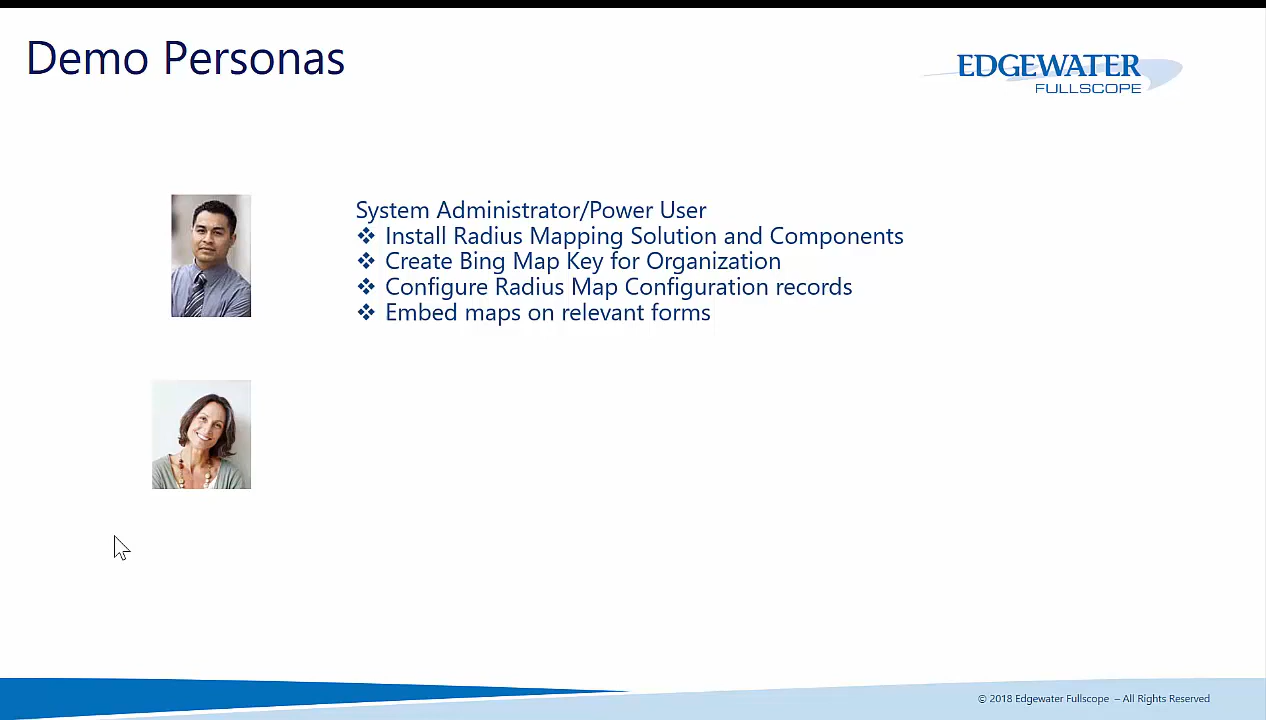 Demo Personas
EDGEWATER
FULLSCOPE
System Administrator/Power User
❖ Install Radius Mapping Solution and Components
❖ Create Bing Map Key for Organization
❖ Configure Radius Map Configuration records
❖ Embed maps on relevant forms
© 2018 Edgewater Fullscope – All Rights Reserved